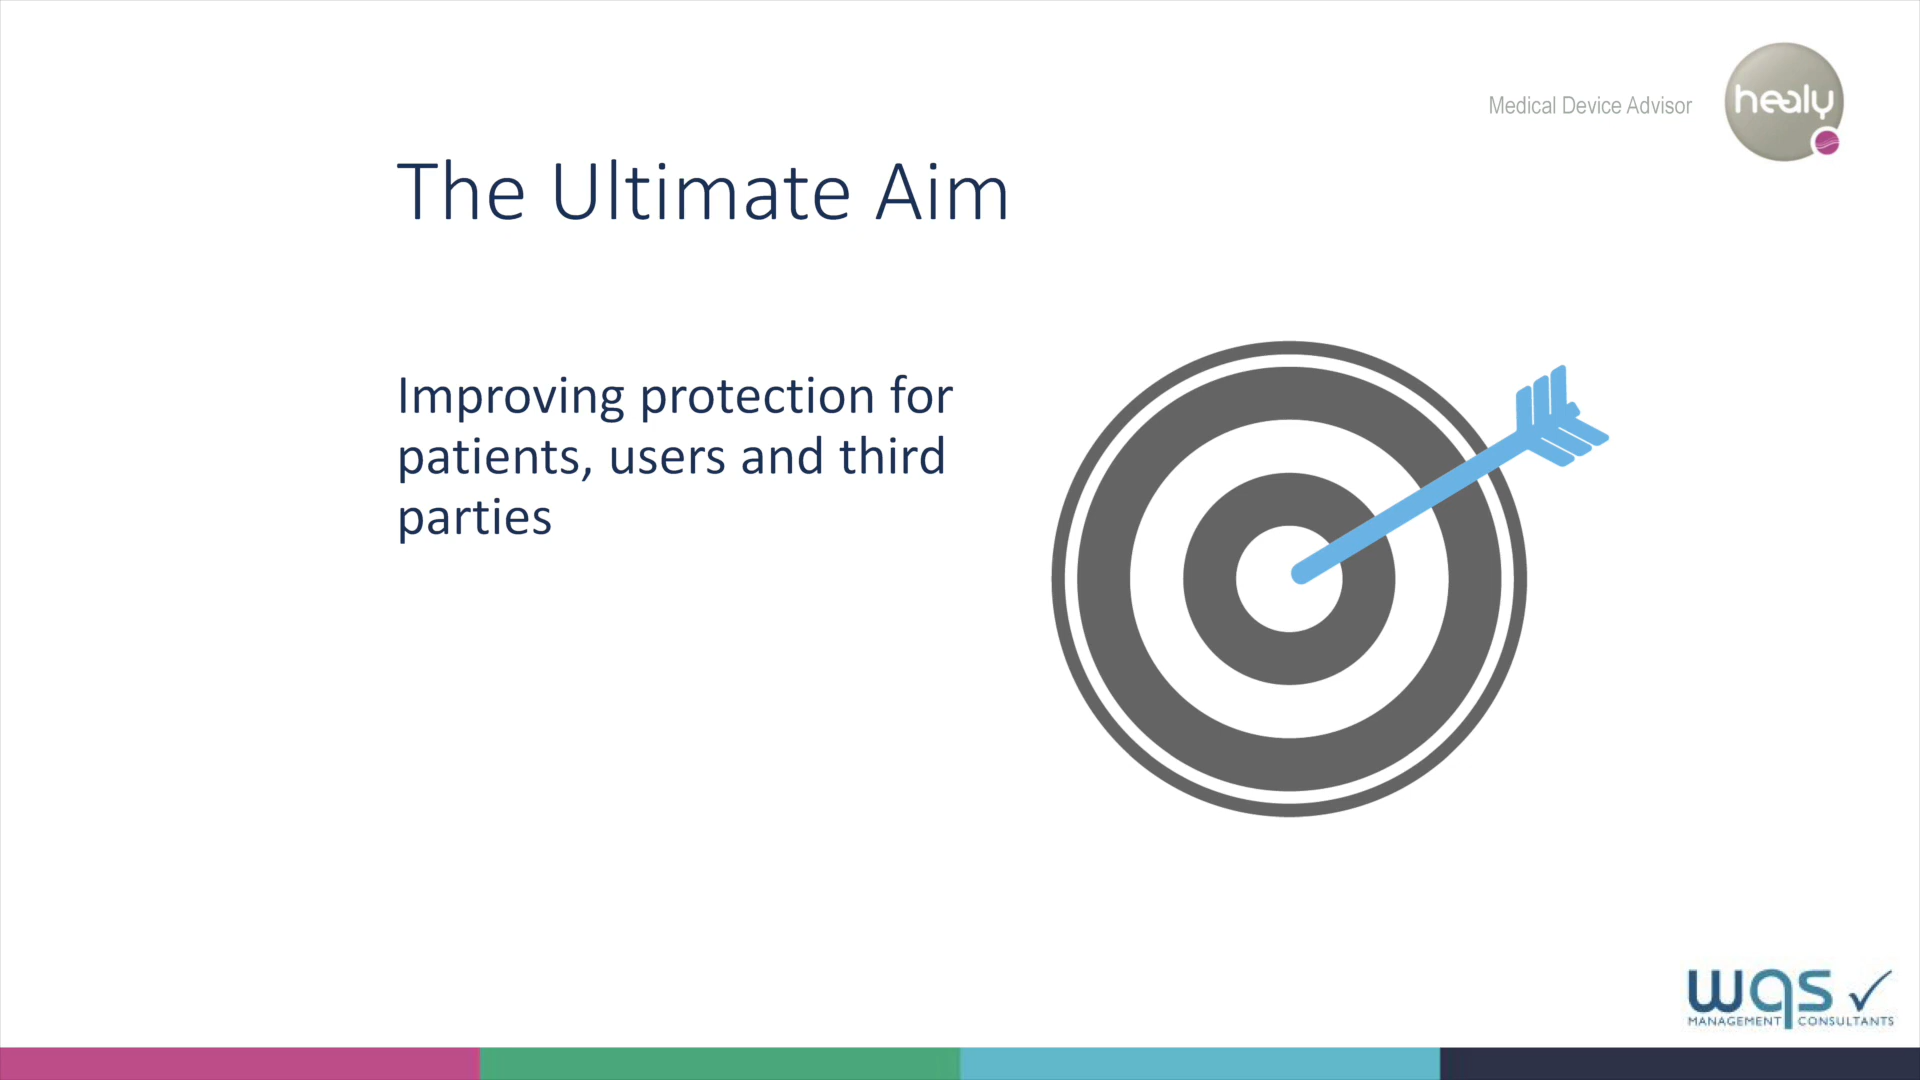 Medical Device Advisor
healy
The Ultimate Aim
Improving protection for
patients, users and third
parties
wqs
MANAGEMENT CONSULTANTS